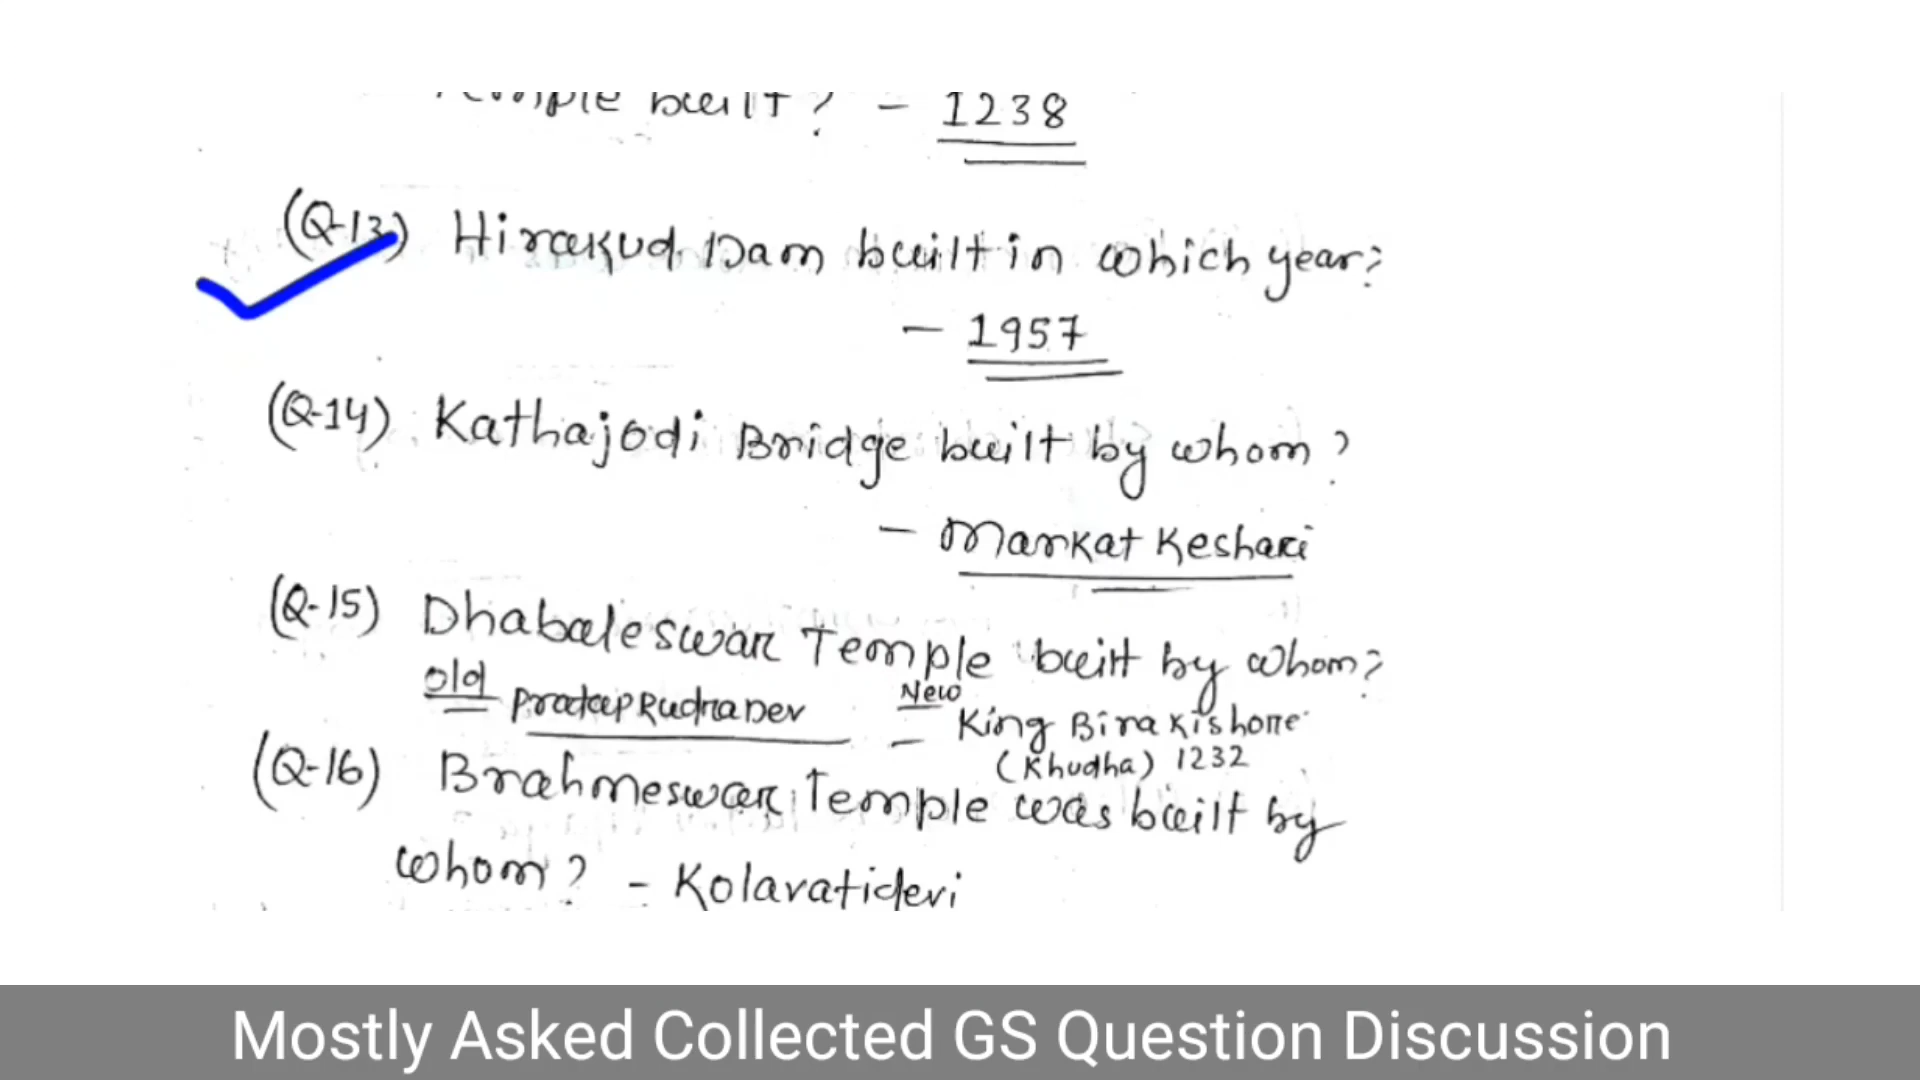 Temple built? - 1238
(Q-13) Hirakud Dam built in which year?
- 1957
(Q-14) Kathajodi Bridge built by whom?
- Markat Keshari
(Q-15) Dhabaleswar Temple built by whom?
Old Pratap Rudra Dev New - King Bira Kishore
(Khudha) 1232
(Q-16) Brahmeswar Temple was built by
whom? - Kolavatidevi
Mostly Asked Collected GS Question Discussion